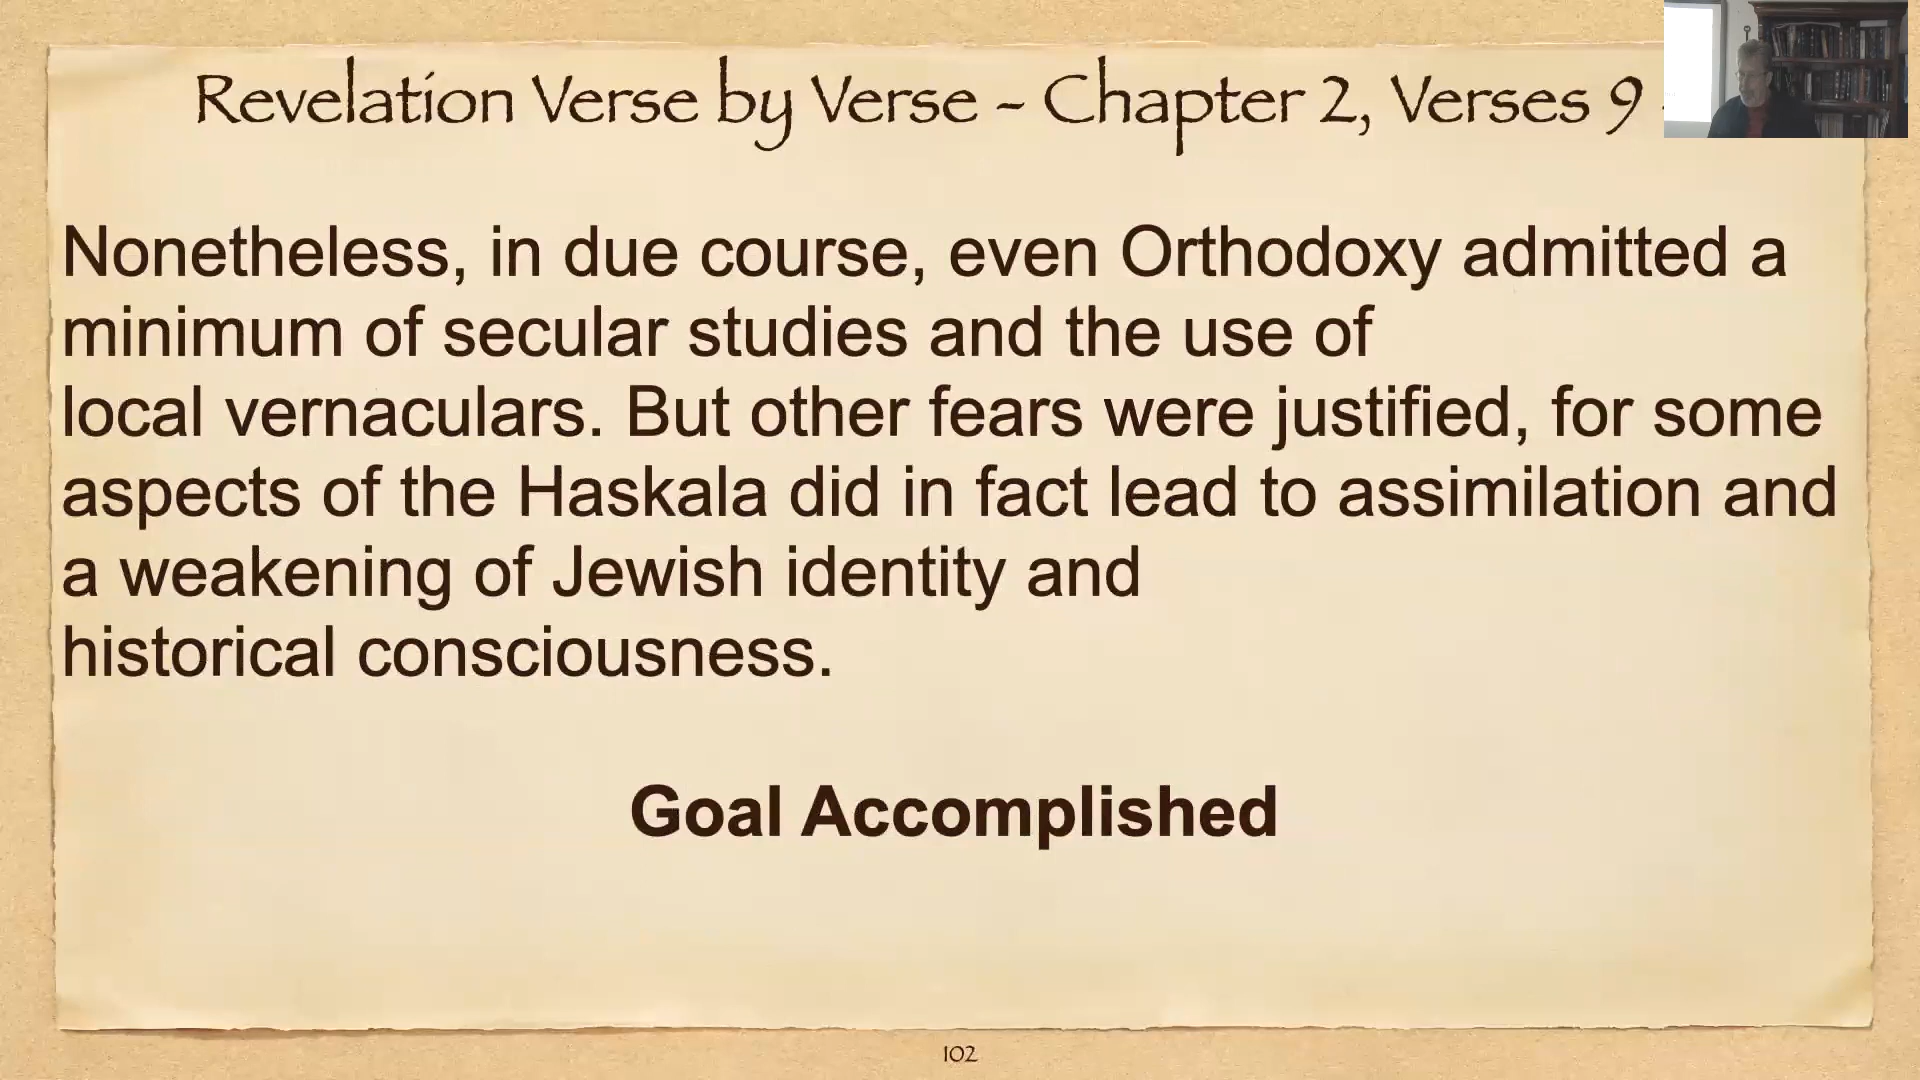 Revelation Verse by Verse - Chapter 2, Verses 9
Nonetheless, in due course, even Orthodoxy admitted a
minimum of secular studies and the use of
local vernaculars. But other fears were justified, for some
aspects of the Haskala did in fact lead to assimilation and
a weakening of Jewish identity and
historical consciousness.
Goal Accomplished
102